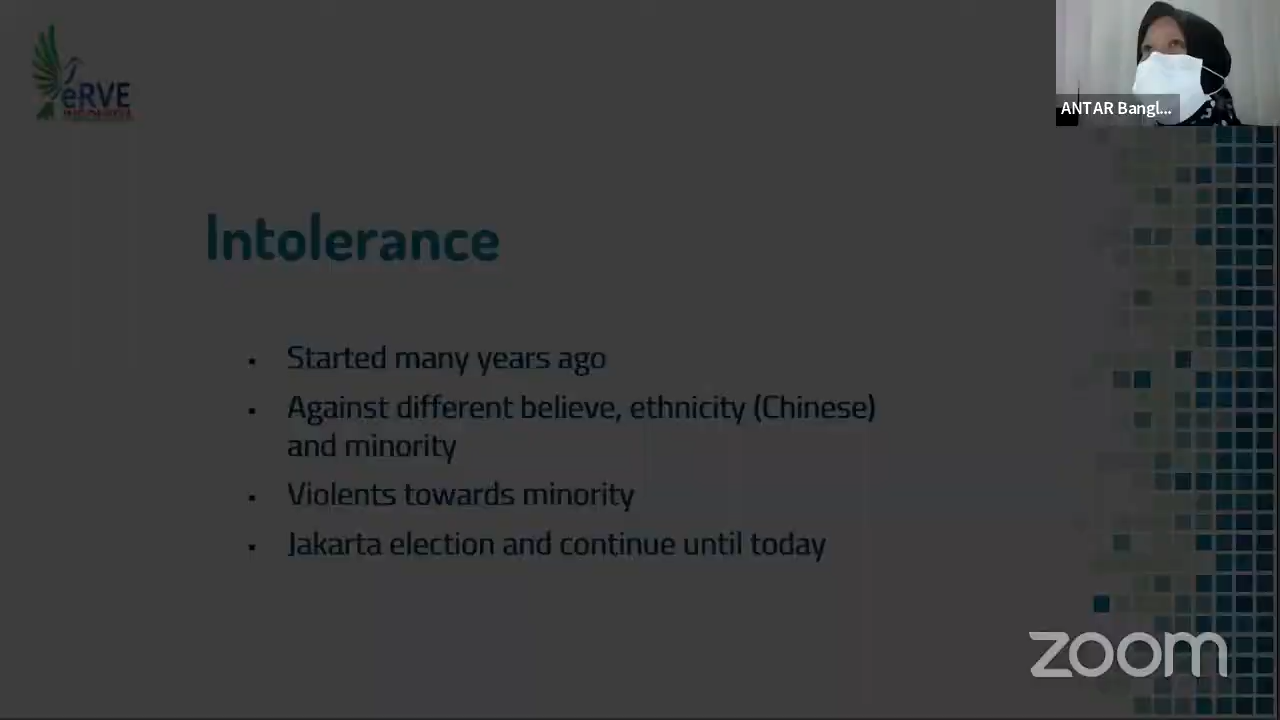 eRVE
INDONESIA
ANTAR Bangl...
Intolerance
▪ Started many years ago
▪ Against different believe, ethnicity (Chinese)
and minority
▪ Violents towards minority
▪ Jakarta election and continue until today
zoom